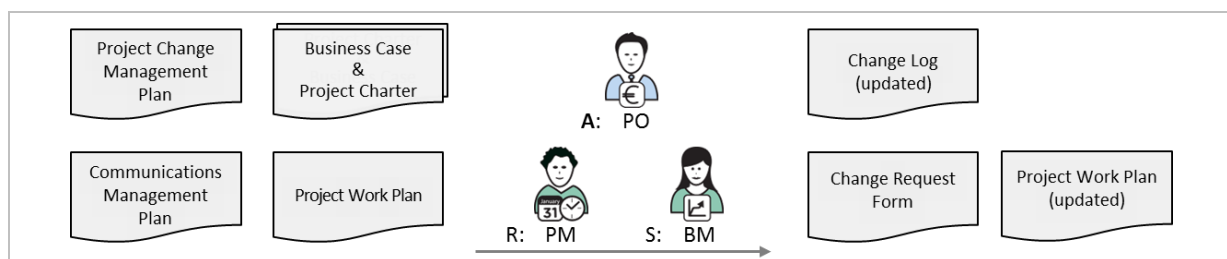 Project Change
Management
Plan
Business Case
&
Project Charter
A: PO
Change Log
(updated)
Communications
Management
Plan
Project Work Plan
January
31
R: PM
S: BM
Change Request
Form
Project Work Plan
(updated)